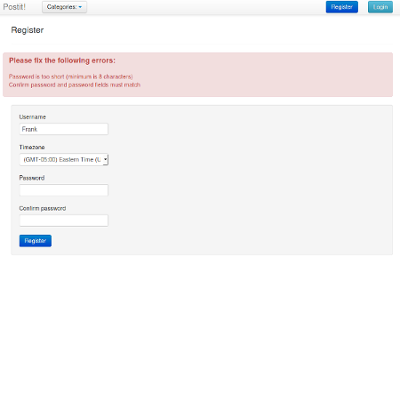 Postit!
Categories:
Register
Login
Register
Please fix the following errors:
Password is too short (minimum is 8 characters)
Confirm password and password fields must match
Username
Frank
Timezone
(GMT-05:00) Eastern Time (U
Password
Confirm password
Register